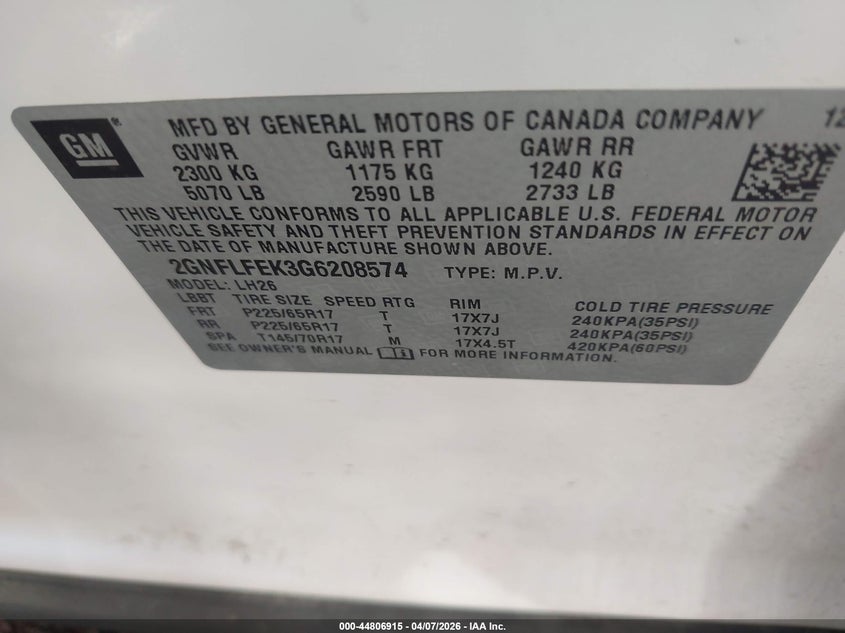 GM®
MFD BY GENERAL MOTORS OF CANADA COMPANY 12
GVWR GAWR FRT GAWR RR
2300 KG 1175 KG 1240 KG
5070 LB 2590 LB 2733 LB
THIS VEHICLE CONFORMS TO ALL APPLICABLE U.S. FEDERAL MOTOR
VEHICLE SAFETY AND THEFT PREVENTION STANDARDS IN EFFECT ON
THE DATE OF MANUFACTURE SHOWN ABOVE.
2GNFLFEK3G6208574 TYPE: M.P.V.
MODEL: LH26
LBBT TIRE SIZE SPEED RTG RIM COLD TIRE PRESSURE
FRT P225/65R17 T 17X7J 240KPA(35PSI)
RR P225/65R17 T 17X7J 240KPA(35PSI)
SPA T145/70R17 M 17X4.5T 420KPA(60PSI)
SEE OWNER'S MANUAL FOR MORE INFORMATION.
000-44806915 - 04/07/2026 - IAA Inc.